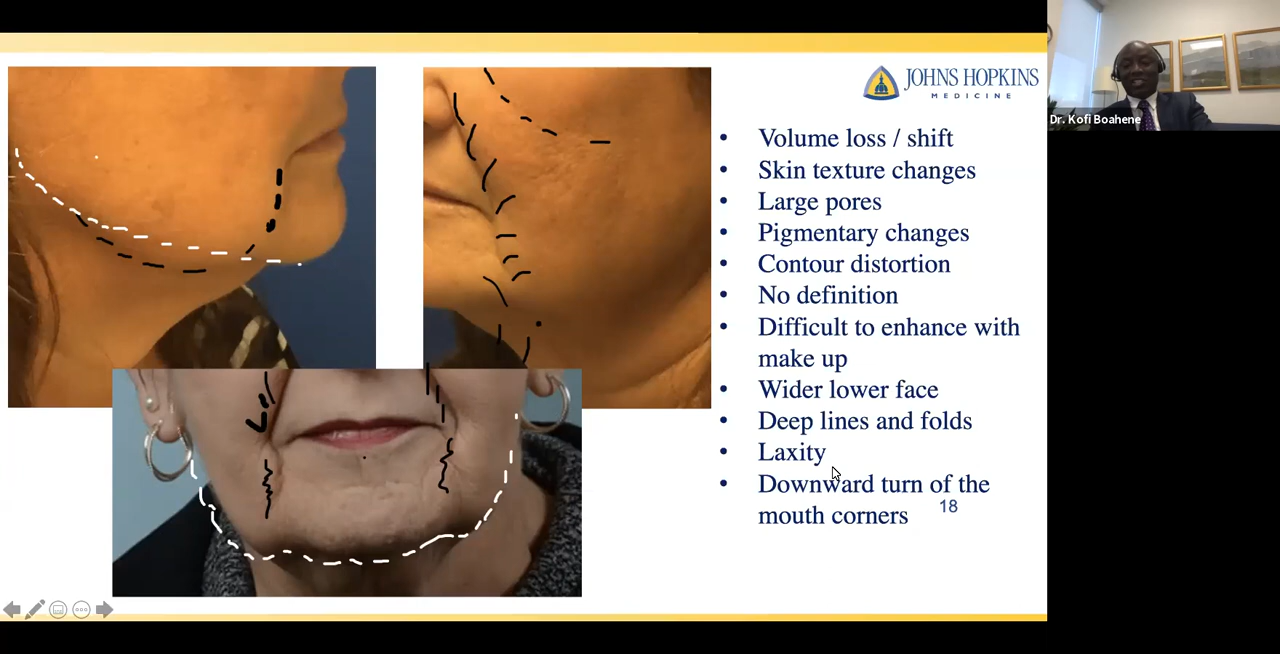 JOHNS HOPKINS
MEDICINE
Dr. Kofi Boahene
• Volume loss / shift
• Skin texture changes
• Large pores
• Pigmentary changes
• Contour distortion
• No definition
• Difficult to enhance with
make up
• Wider lower face
• Deep lines and folds
• Laxity
• Downward turn of the
mouth corners
18